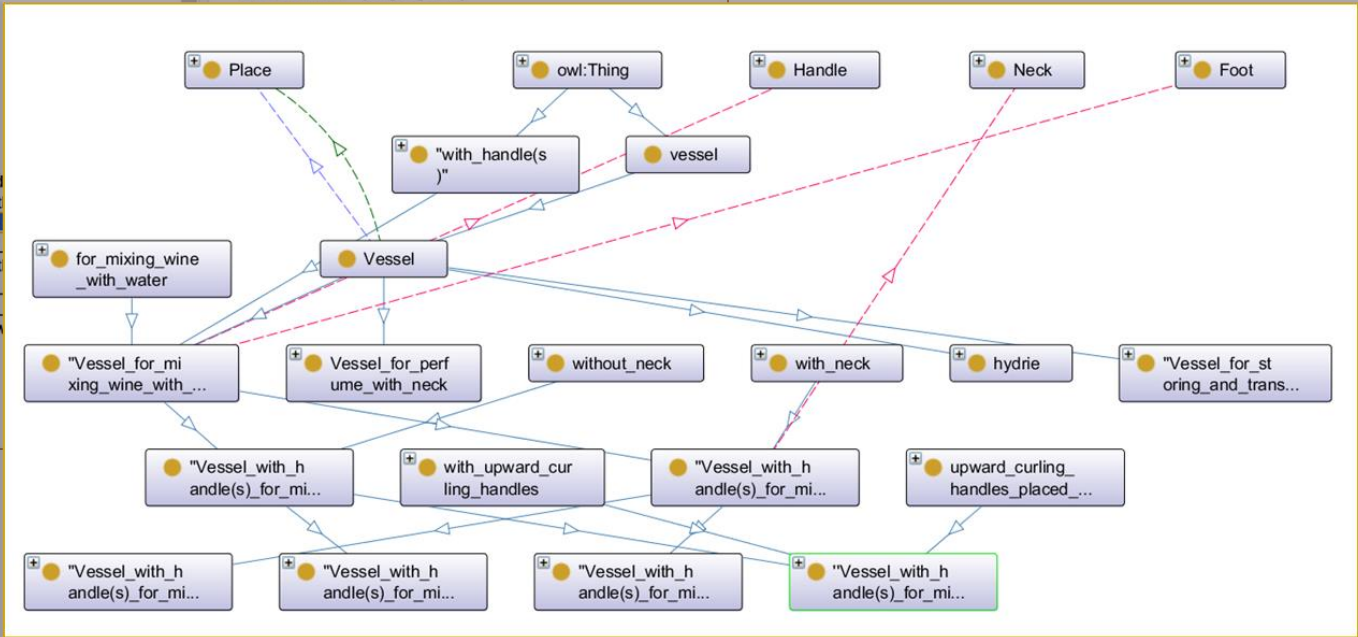 Place
owl:Thing
Handle
Neck
Foot
"with_handle(s
)"
vessel
for_mixing_wine
_with_water
Vessel
"Vessel_for_mi
xing_wine_with_...
Vessel_for_perf
ume_with_neck
without_neck
with_neck
hydrie
"Vessel_for_st
oring_and_trans...
"Vessel_with_h
andle(s)_for_mi...
with_upward_cur
ling_handles
"Vessel_with_h
andle(s)_for_mi...
upward_curling_
handles_placed_...
"Vessel_with_h
andle(s)_for_mi...
"Vessel_with_h
andle(s)_for_mi...
"Vessel_with_h
andle(s)_for_mi...
''Vessel_with_h
andle(s)_for_mi...